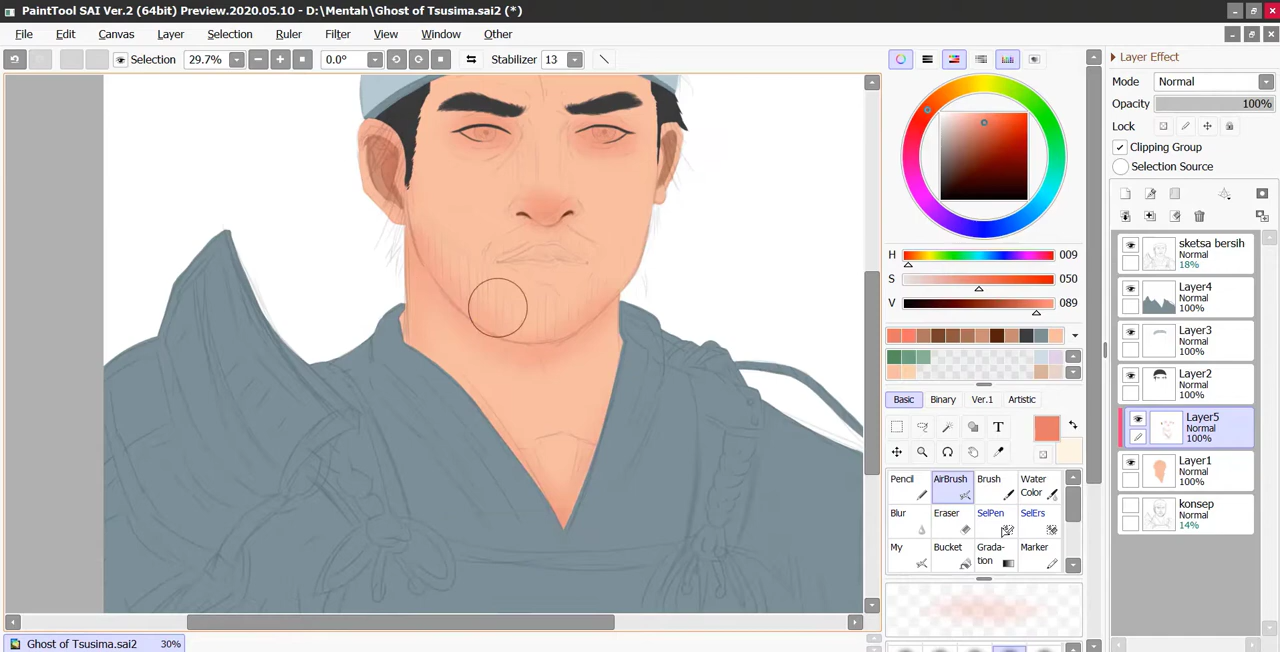 PaintTool SAI Ver.2 (64bit) Preview.2020.05.10 - D:\Mentah\Ghost of Tsusima.sai2 (*)
File Edit Canvas Layer Selection Ruler Filter View Window Other
Selection 29.7% 0.0° Stabilizer 13
Layer Effect
Mode Normal
Opacity 100%
Lock
Clipping Group
Selection Source
H 009
S 050
V 089
Basic Binary Ver.1 Artistic
T
Pencil AirBrush Brush Water Color
Blur Eraser SelPen SelErs
My Bucket Grada-tion Marker
sketsa bersih
Normal
18%
Layer4
Normal
100%
Layer3
Normal
100%
Layer2
Normal
100%
Layer5
Normal
100%
Layer1
Normal
100%
konsep
Normal
14%
Ghost of Tsusima.sai2 30%